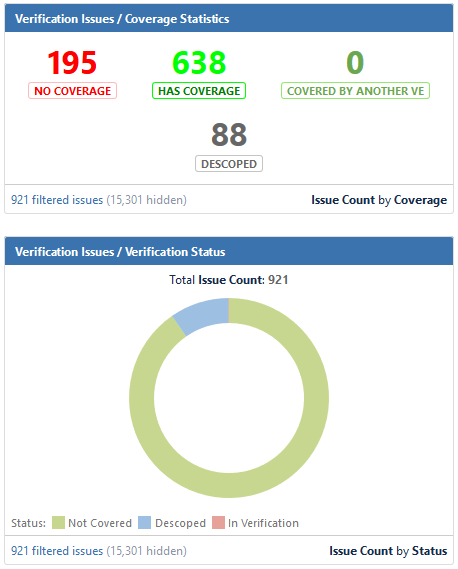 Verification Issues / Coverage Statistics
195 638 0
NO COVERAGE HAS COVERAGE COVERED BY ANOTHER VE
88
DESCOPED
921 filtered issues (15,301 hidden) Issue Count by Coverage
Verification Issues / Verification Status
Total Issue Count: 921
Status: Not Covered Descoped In Verification
921 filtered issues (15,301 hidden) Issue Count by Status